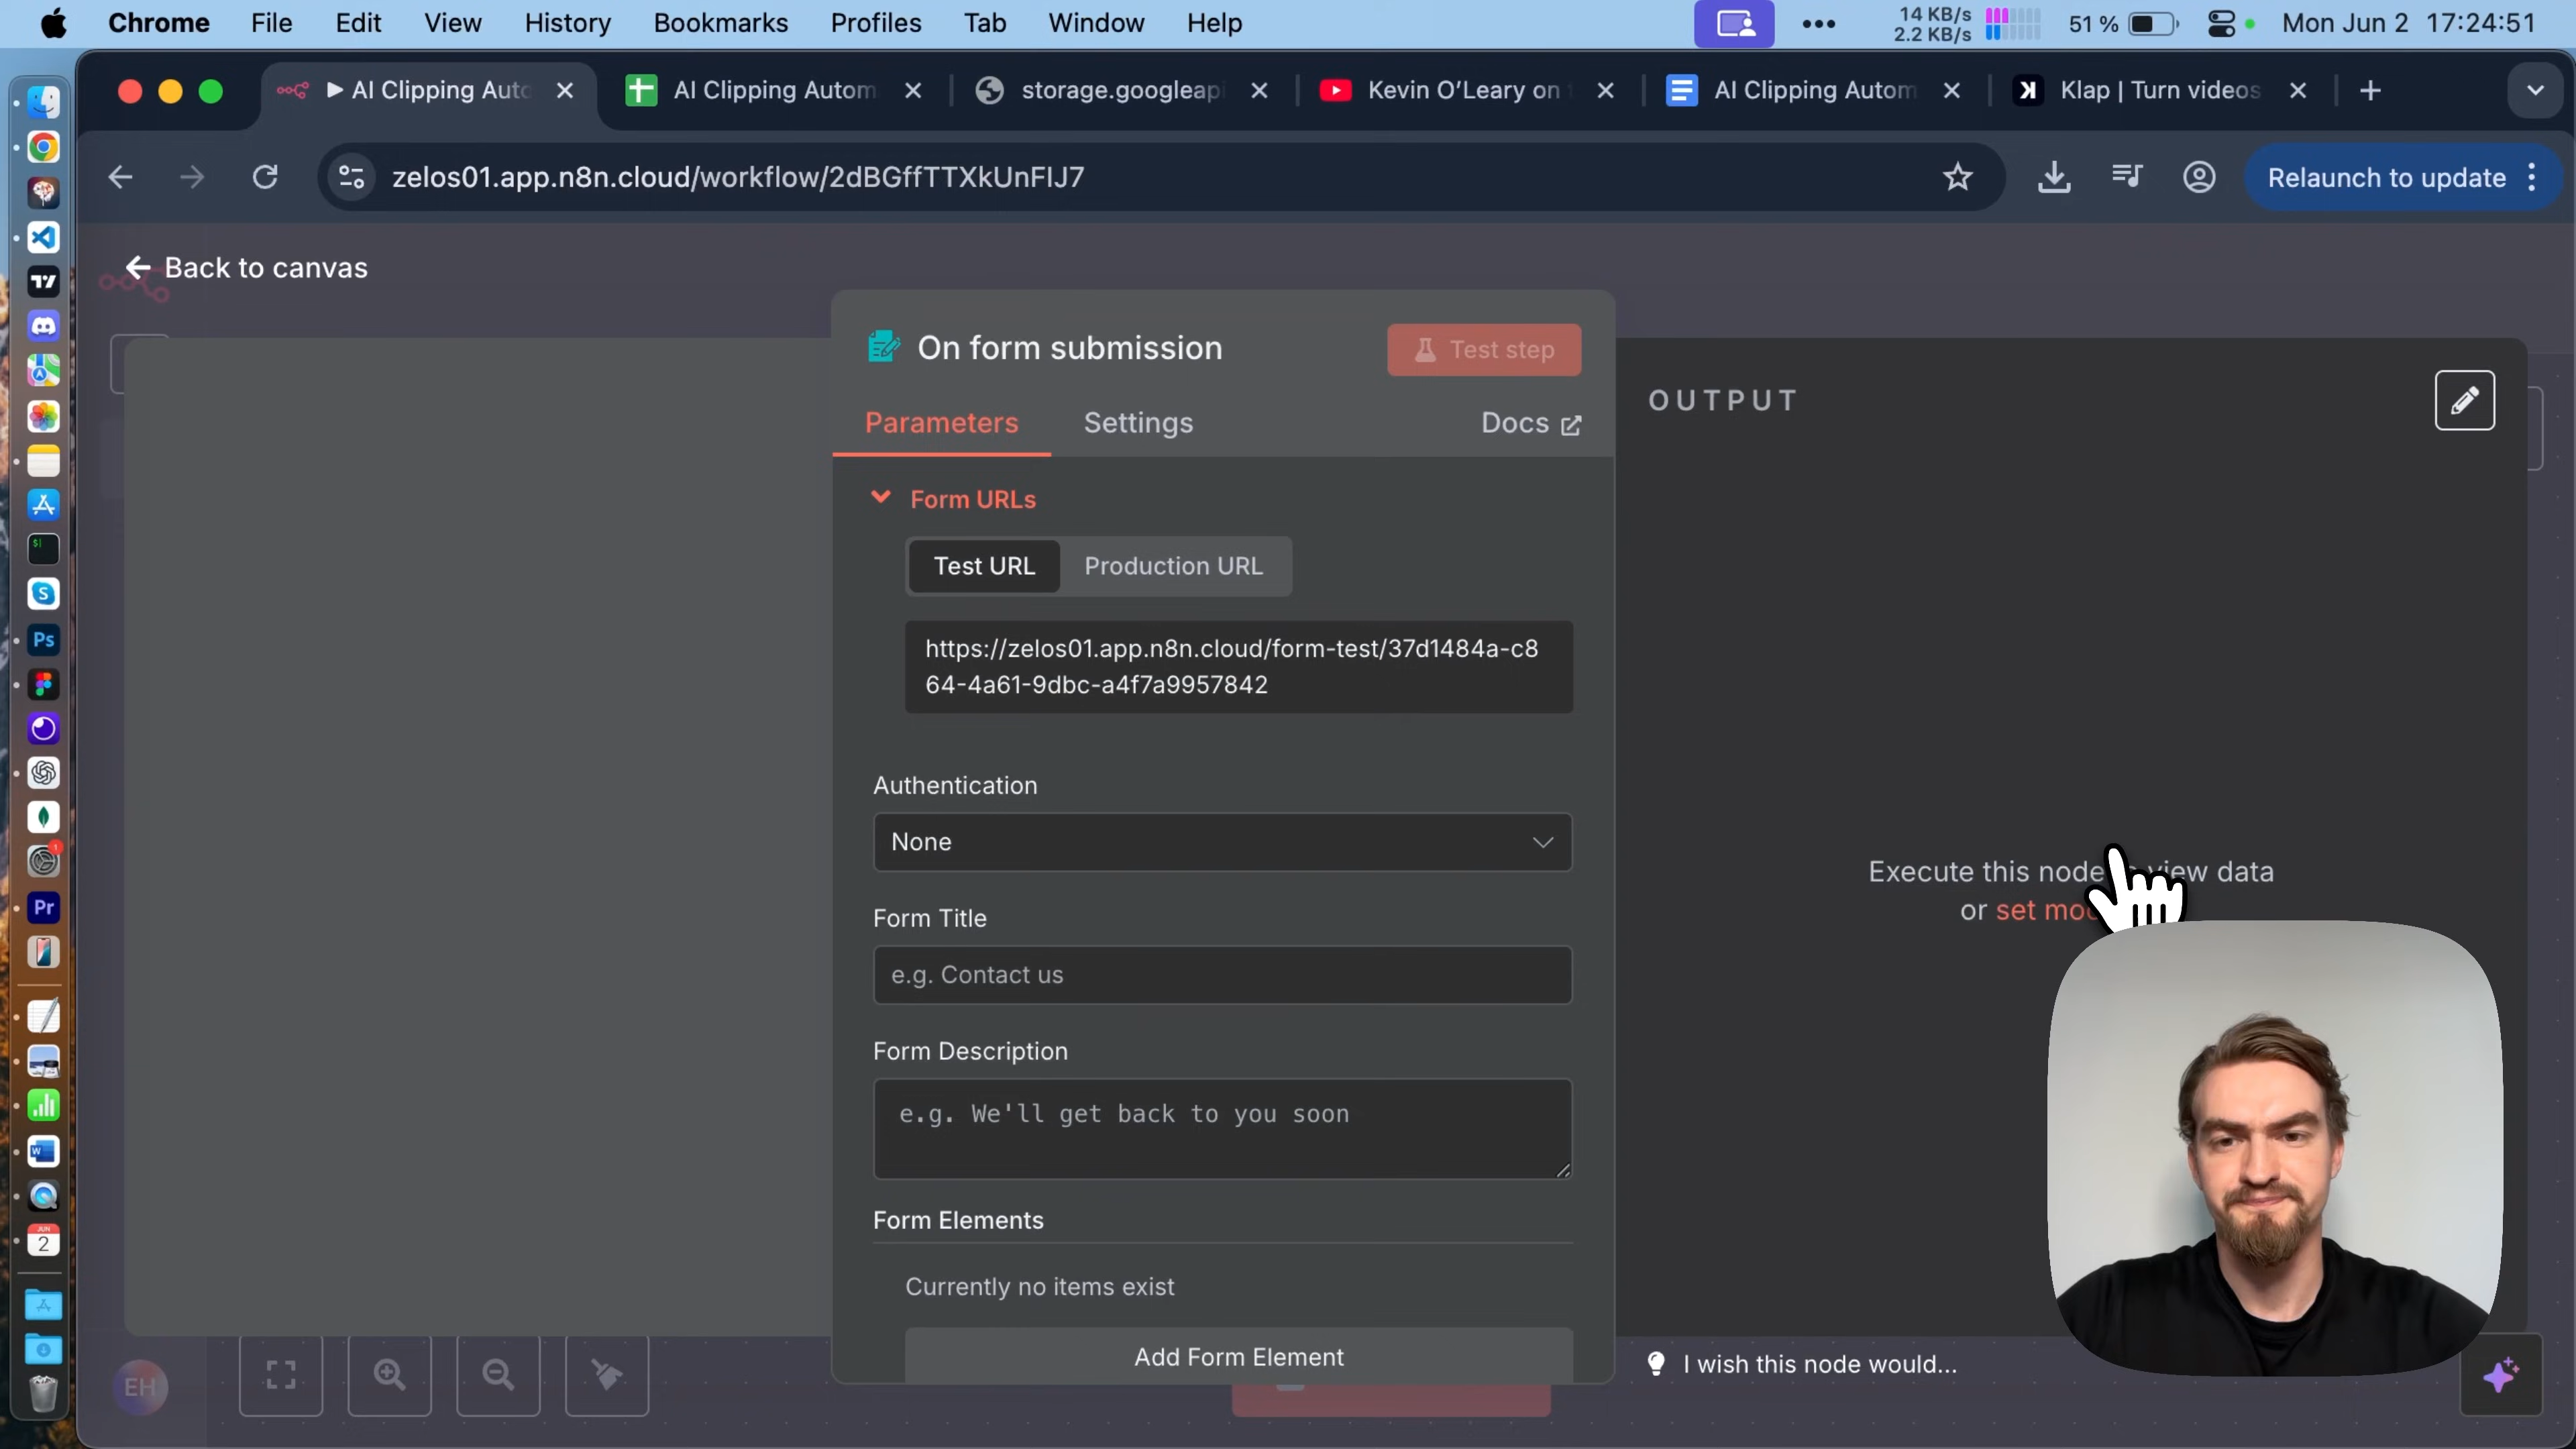 Chrome File Edit View History Bookmarks Profiles Tab Window Help 14 KB/s 2.2 KB/s 51 % Mon Jun 2 17:24:51
AI Clipping Auto AI Clipping Autom storage.googleapi Kevin O'Leary on AI Clipping Autom Klap | Turn videos
zelos01.app.n8n.cloud/workflow/2dBGffTTXkUnFIJ7 Relaunch to update
Back to canvas
On form submission Test step
OUTPUT
Parameters Settings Docs
Form URLs
Test URL Production URL
https://zelos01.app.n8n.cloud/form-test/37d1484a-c8
64-4a61-9dbc-a4f7a9957842
Authentication
None
Execute this node view data
or set
Form Title
e.g. Contact us
Form Description
e.g. We'll get back to you soon
Form Elements
Currently no items exist
Add Form Element
I wish this node would...
EH
Ps
Pr
JUN
2